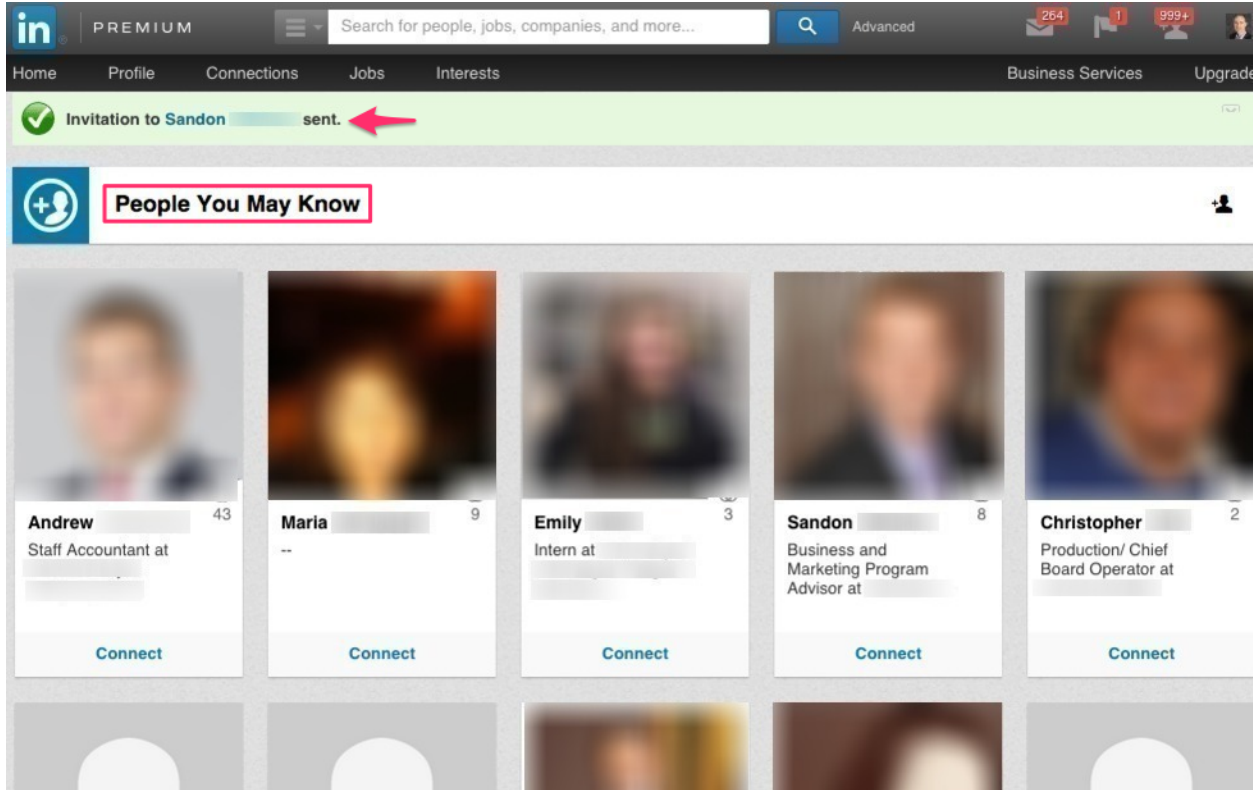 in® PREMIUM Search for people, jobs, companies, and more... Advanced 264 1 999+
Home Profile Connections Jobs Interests Business Services Upgrade
Invitation to Sandon sent.
People You May Know
43
Andrew
Staff Accountant at
Connect
9
Maria
--
Connect
3
Emily
Intern at
Connect
8
Sandon
Business and
Marketing Program
Advisor at
Connect
2
Christopher
Production/ Chief
Board Operator at
Connect